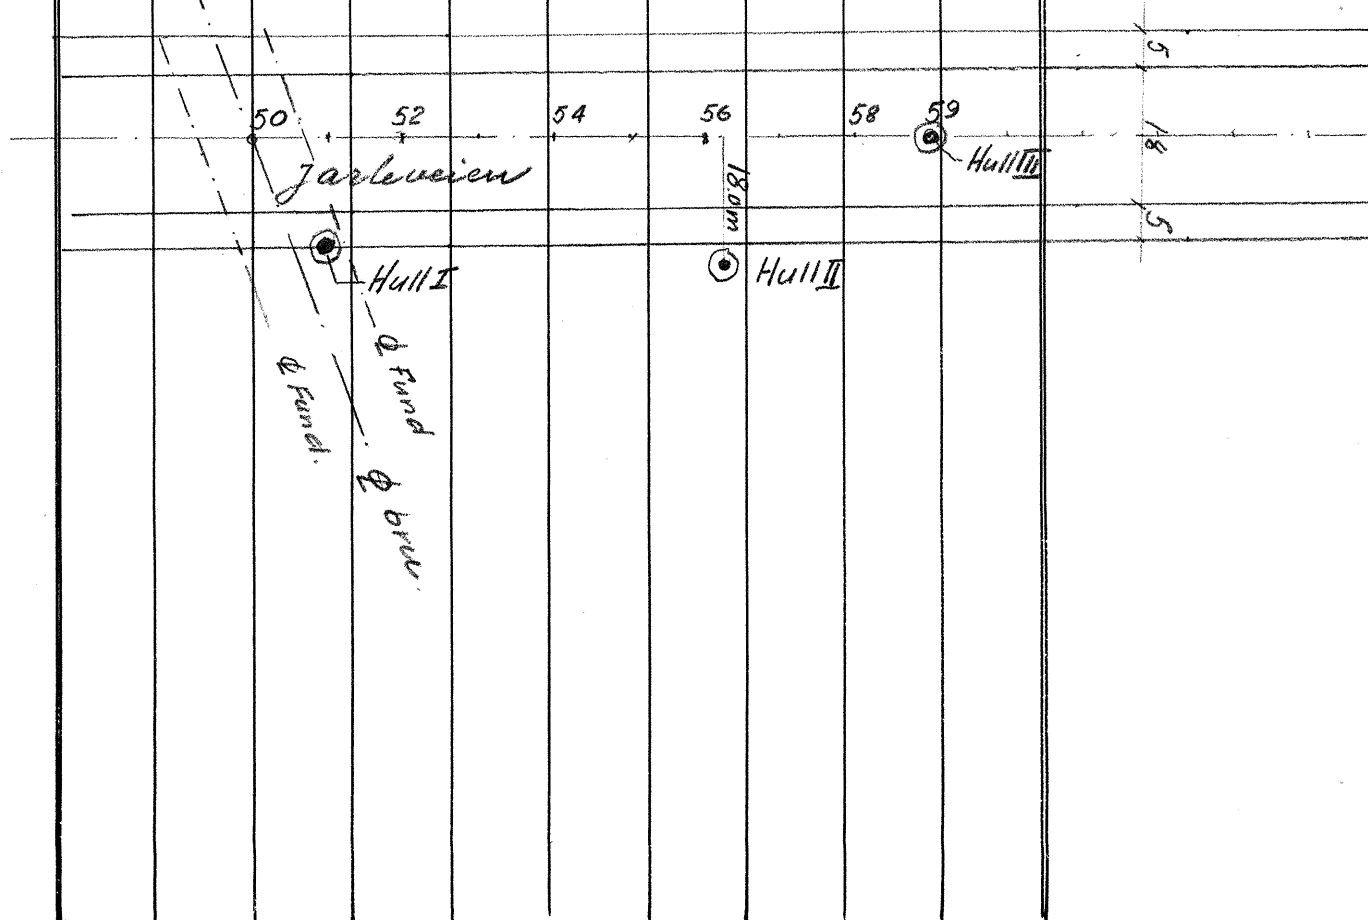 5
50 52 54 56 58 59
18
Jarleveien
Hull III
18.0m
5
Hull I
Hull II
℄ Fund.
℄ Fund
℄ bru